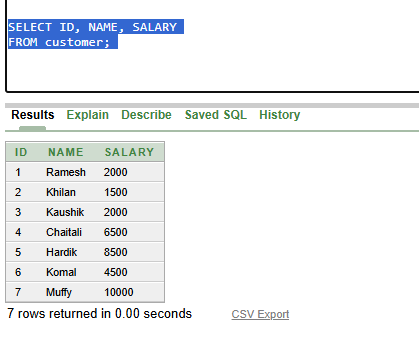 SELECT ID, NAME, SALARY
FROM customer;
Results Explain Describe Saved SQL History
ID NAME SALARY
1 Ramesh 2000
2 Khilan 1500
3 Kaushik 2000
4 Chaitali 6500
5 Hardik 8500
6 Komal 4500
7 Muffy 10000
7 rows returned in 0.00 seconds CSV Export